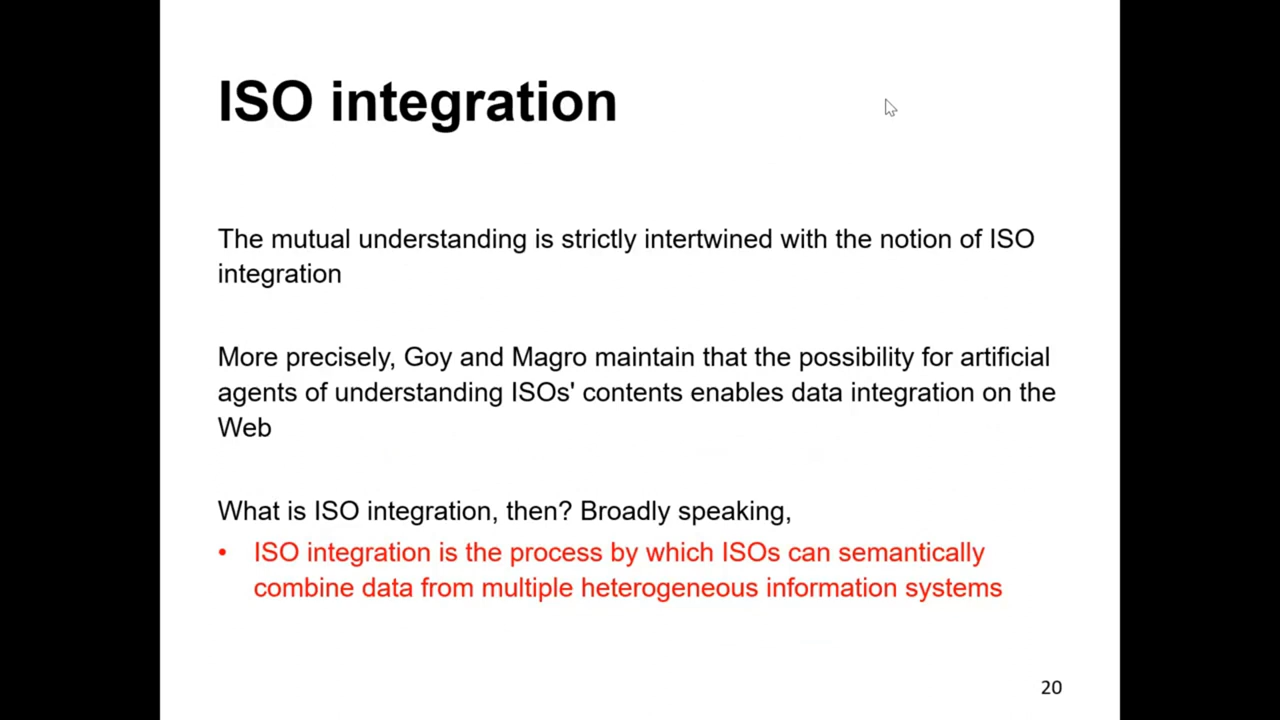 ISO integration
The mutual understanding is strictly intertwined with the notion of ISO
integration
More precisely, Goy and Magro maintain that the possibility for artificial
agents of understanding ISOs' contents enables data integration on the
Web
What is ISO integration, then? Broadly speaking,
• ISO integration is the process by which ISOs can semantically
combine data from multiple heterogeneous information systems
20